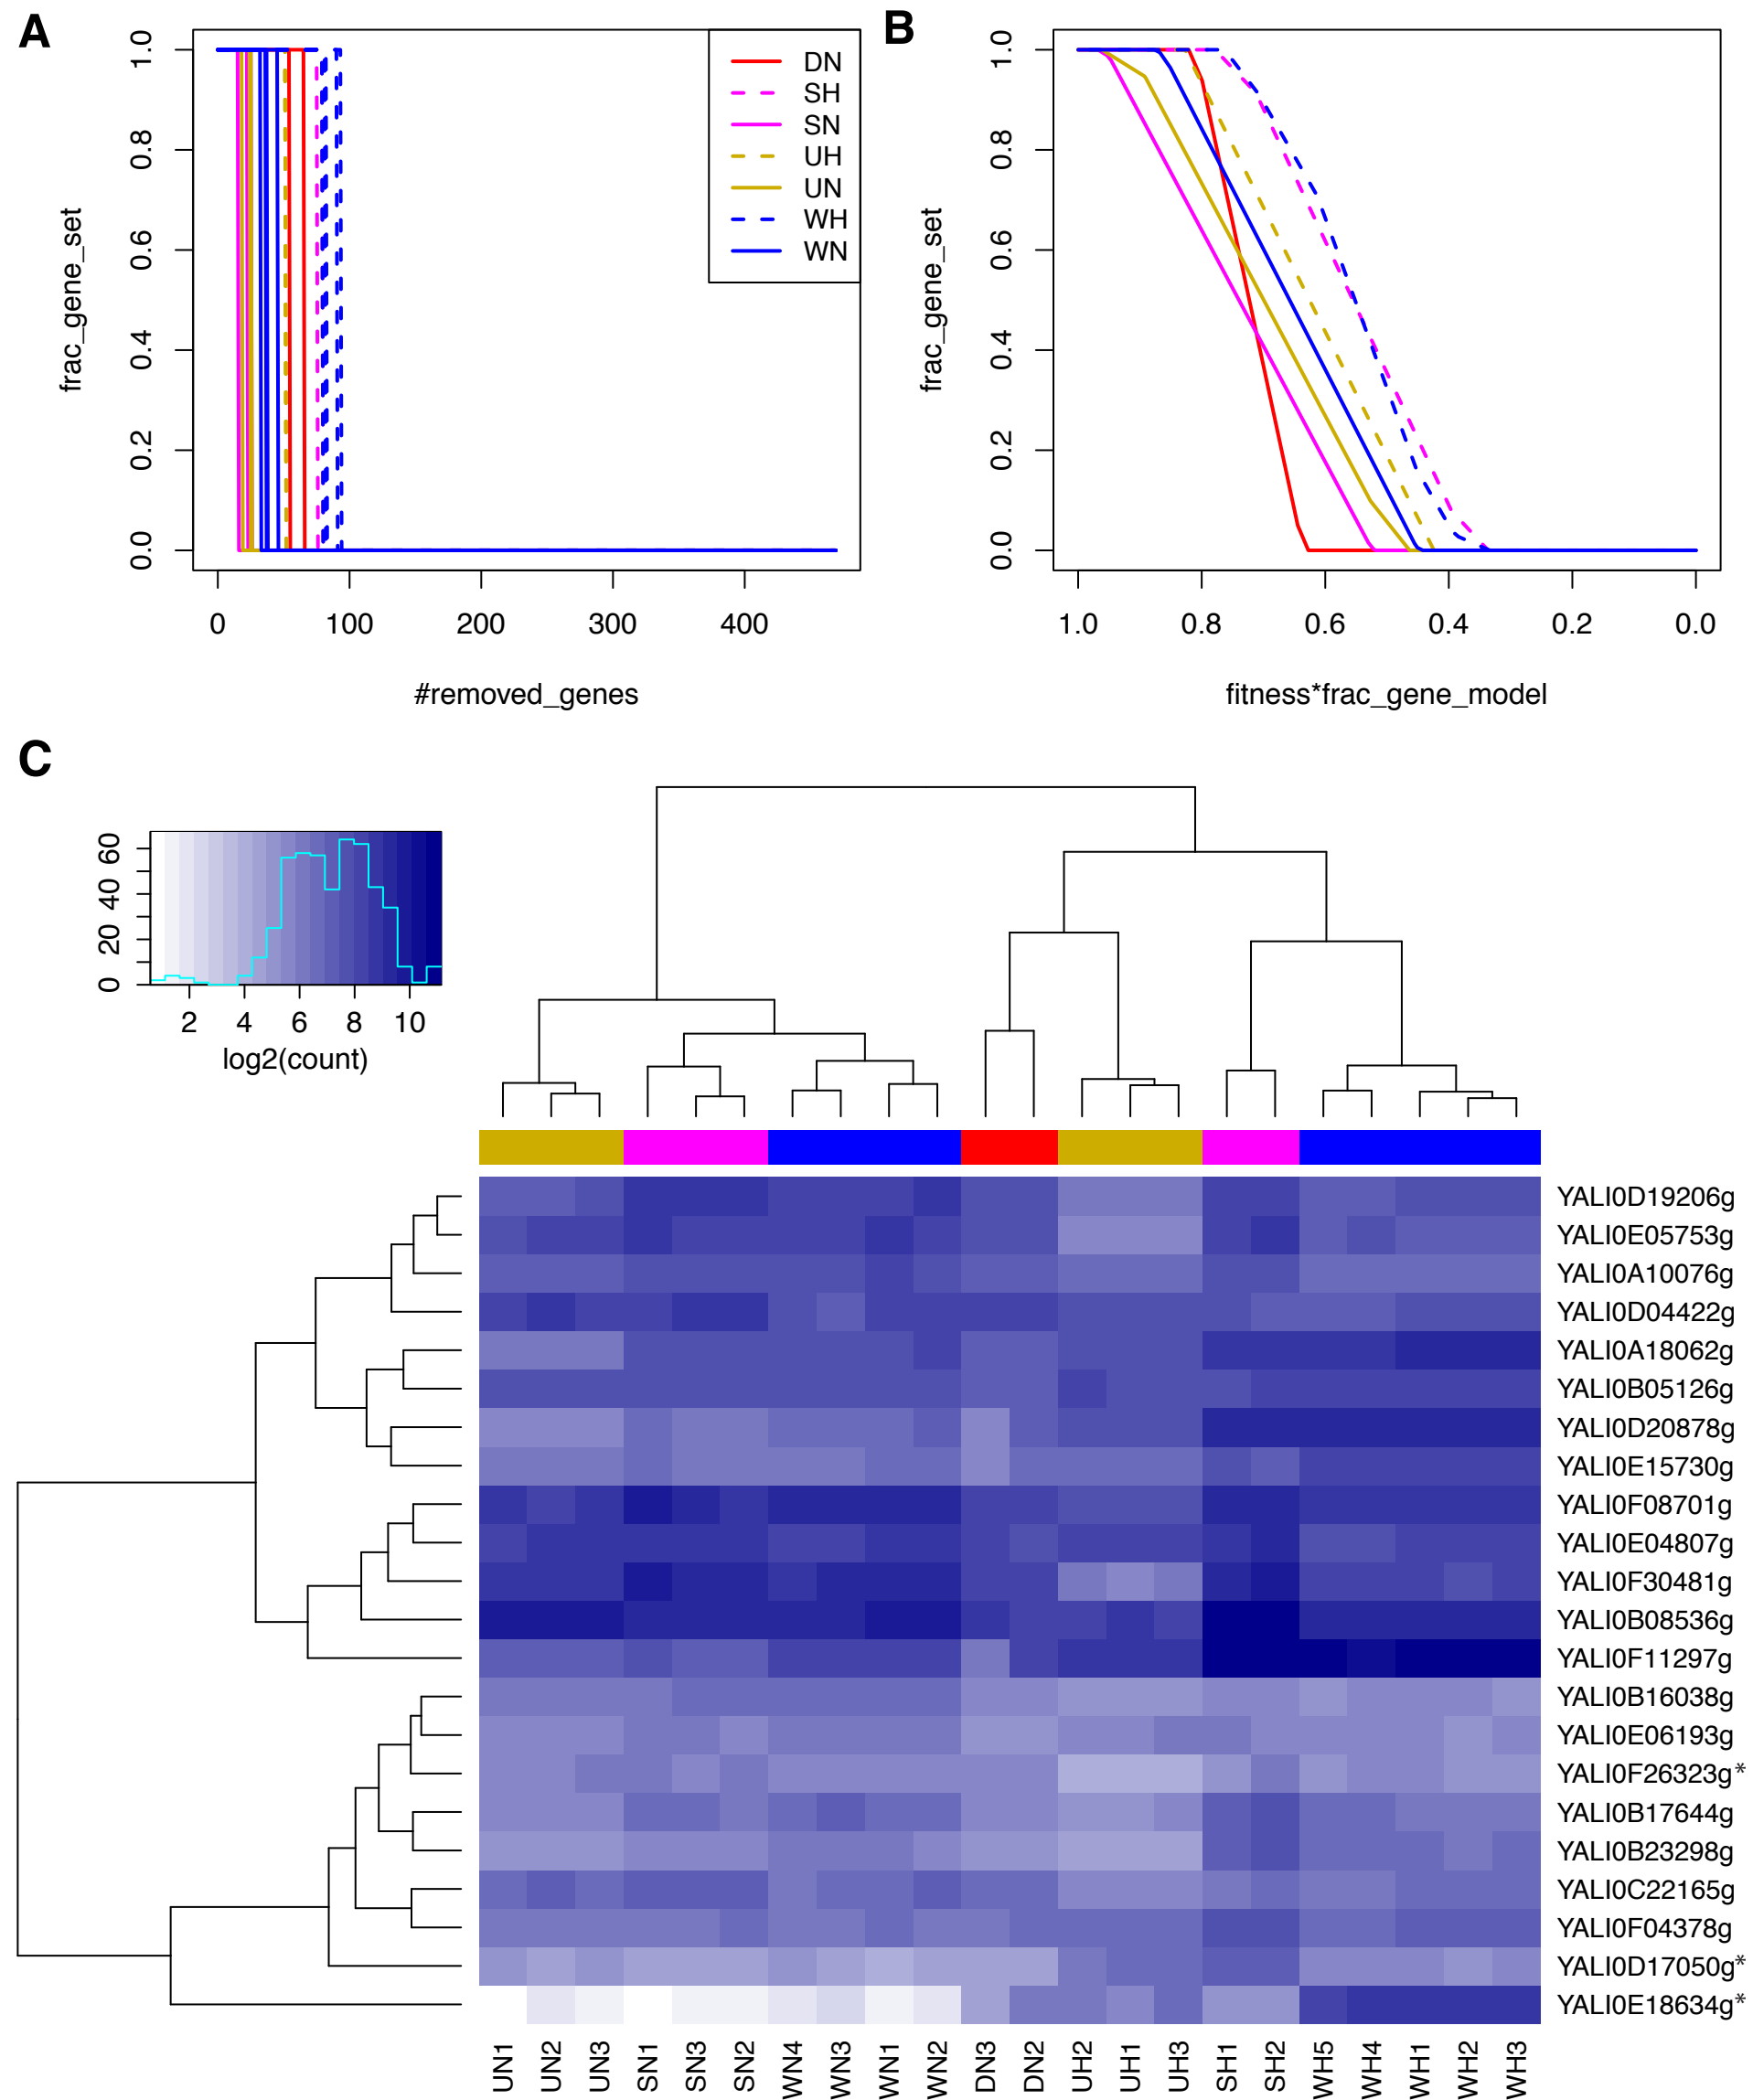 A
frac_gene_set
0.0 0.2 0.4 0.6 0.8 1.0
0 100 200 300 400
#removed_genes
DN
SH
SN
UH
UN
WH
WN
B
frac_gene_set
0.0 0.2 0.4 0.6 0.8 1.0
1.0 0.8 0.6 0.4 0.2 0.0
fitness*frac_gene_model
C
0 20 40 60
2 4 6 8 10
log2(count)
YALI0D19206g
YALI0E05753g
YALI0A10076g
YALI0D04422g
YALI0A18062g
YALI0B05126g
YALI0D20878g
YALI0E15730g
YALI0F08701g
YALI0E04807g
YALI0F30481g
YALI0B08536g
YALI0F11297g
YALI0B16038g
YALI0E06193g
YALI0F26323g*
YALI0B17644g
YALI0B23298g
YALI0C22165g
YALI0F04378g
YALI0D17050g*
YALI0E18634g*
UN1 UN2 UN3 SN1 SN3 SN2 WN4 WN3 WN1 WN2 DN3 DN2 UH2 UH1 UH3 SH1 SH2 WH5 WH4 WH1 WH2 WH3